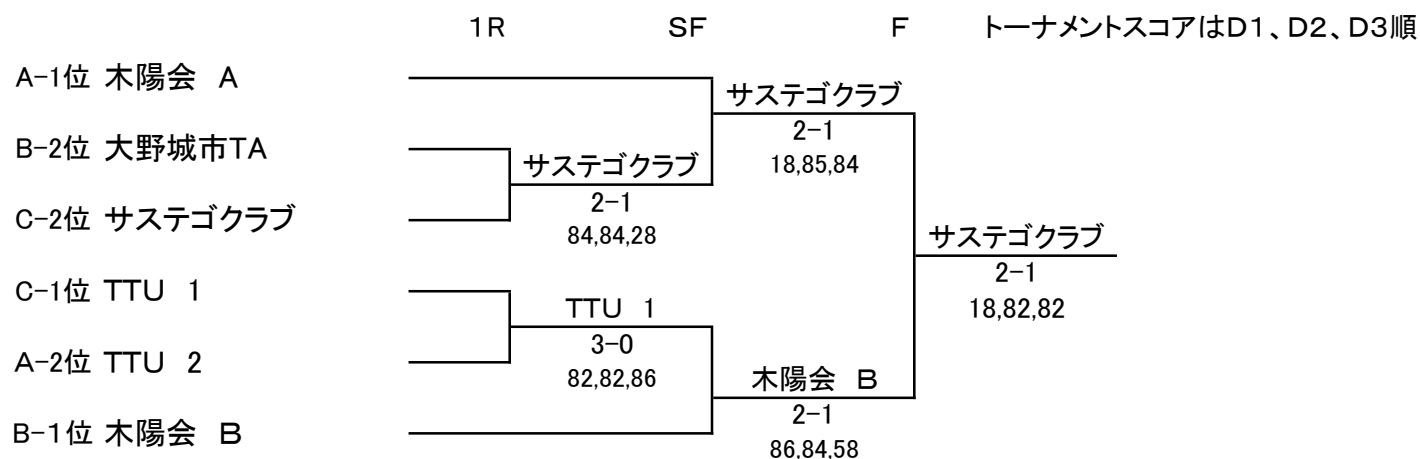 1R SF F トーナメントスコアはD1、D2、D3順
A-1位 木陽会 A
サステゴクラブ
2-1
18,85,84
B-2位 大野城市TA
サステゴクラブ
2-1
84,84,28
C-2位 サステゴクラブ
サステゴクラブ
2-1
18,82,82
C-1位 TTU 1
TTU 1
3-0
82,82,86
A-2位 TTU 2
木陽会 B
2-1
86,84,58
B-1位 木陽会 B